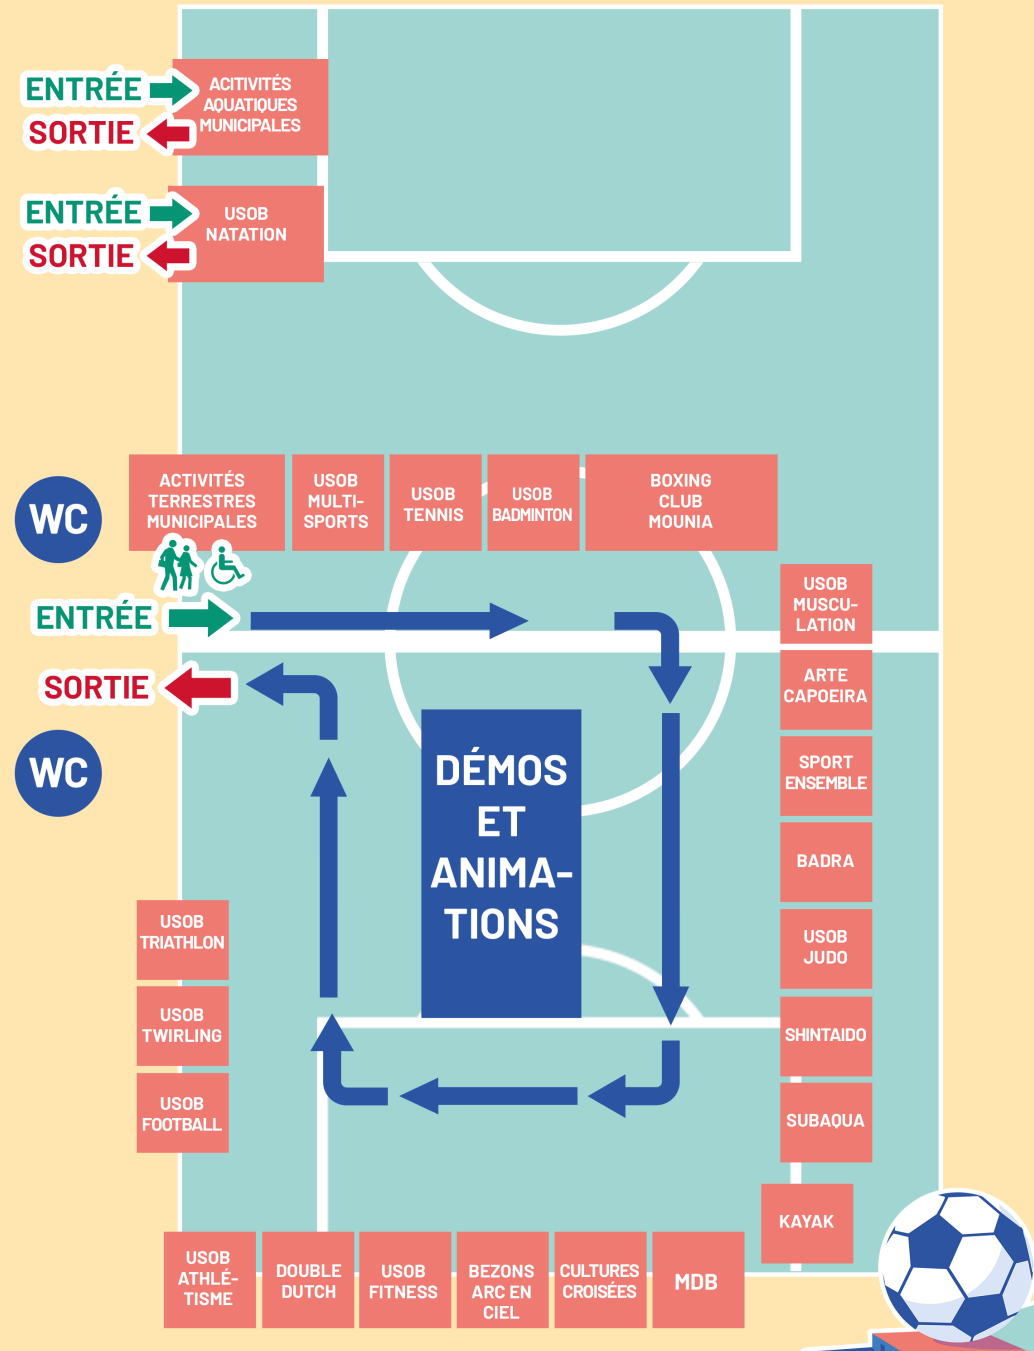 ENTRÉE
SORTIE
ACITIVITÉS
AQUATIQUES
MUNICIPALES
ENTRÉE
SORTIE
USOB
NATATION
WC
ACTIVITÉS
TERRESTRES
MUNICIPALES
USOB
MULTI-
SPORTS
USOB
TENNIS
USOB
BADMINTON
BOXING
CLUB
MOUNIA
ENTRÉE
SORTIE
WC
USOB
MUSCU-
LATION
ARTE
CAPOEIRA
SPORT
ENSEMBLE
BADRA
USOB
JUDO
SHINTAIDO
SUBAQUA
KAYAK
DÉMOS
ET
ANIMA-
TIONS
USOB
TRIATHLON
USOB
TWIRLING
USOB
FOOTBALL
USOB
ATHLÉ-
TISME
DOUBLE
DUTCH
USOB
FITNESS
BEZONS
ARC EN
CIEL
CULTURES
CROISÉES
MDB